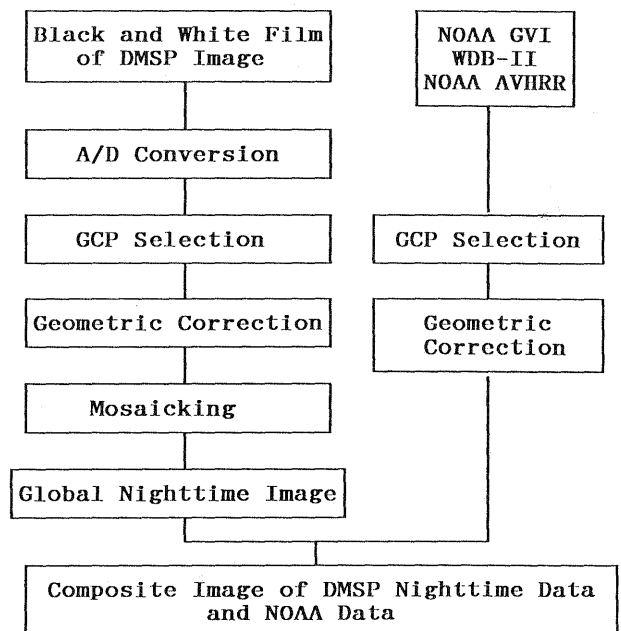 Black and White Film
of DMSP Image
A/D Conversion
GCP Selection
Geometric Correction
Mosaicking
Global Nighttime Image
NOAA GVI
WDB-II
NOAA AVHRR
GCP Selection
Geometric
Correction
Composite Image of DMSP Nighttime Data
and NOAA Data